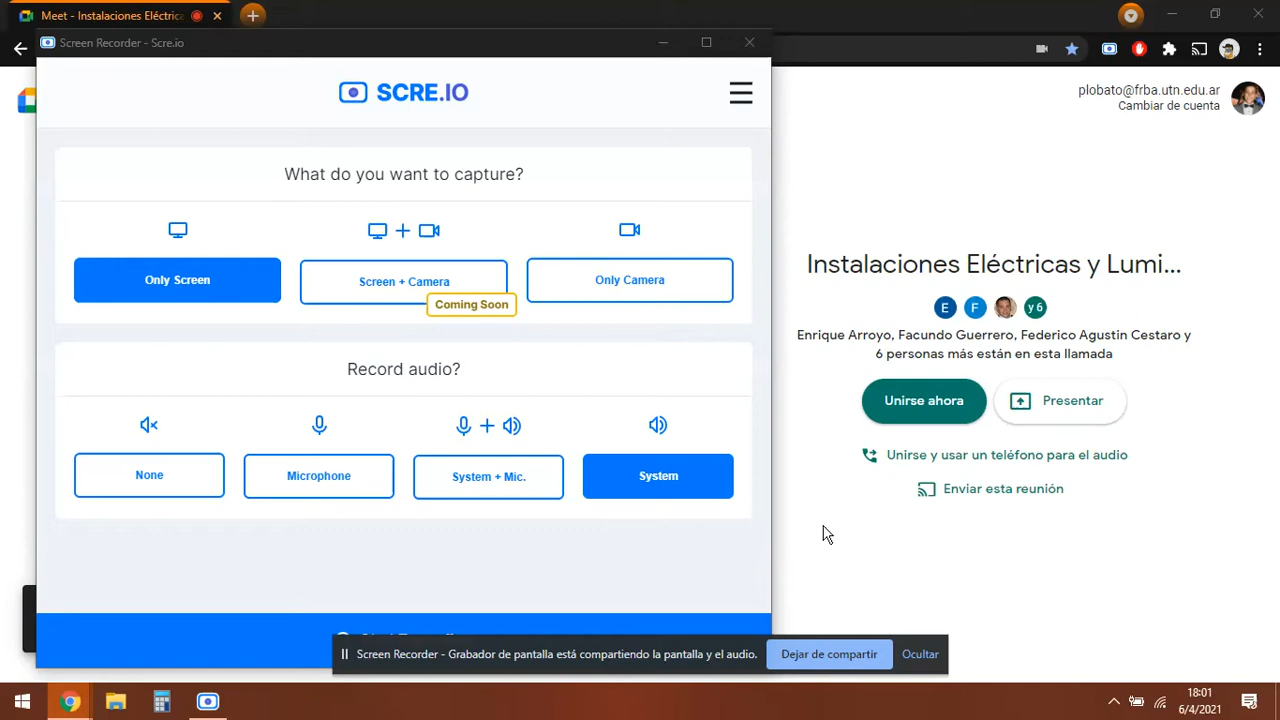 Meet - Instalaciones Eléctrica
Screen Recorder - Scre.io
SCRE.IO
What do you want to capture?
Only Screen
Screen + Camera
Only Camera
Coming Soon
Record audio?
None
Microphone
System + Mic.
System
plobato@frba.utn.edu.ar
Cambiar de cuenta
Instalaciones Eléctricas y Lumi...
E F y 6
Enrique Arroyo, Facundo Guerrero, Federico Agustin Cestaro y
6 personas más están en esta llamada
Unirse ahora
Presentar
Unirse y usar un teléfono para el audio
Enviar esta reunión
Screen Recorder - Grabador de pantalla está compartiendo la pantalla y el audio.
Dejar de compartir
Ocultar
18:01
6/4/2021